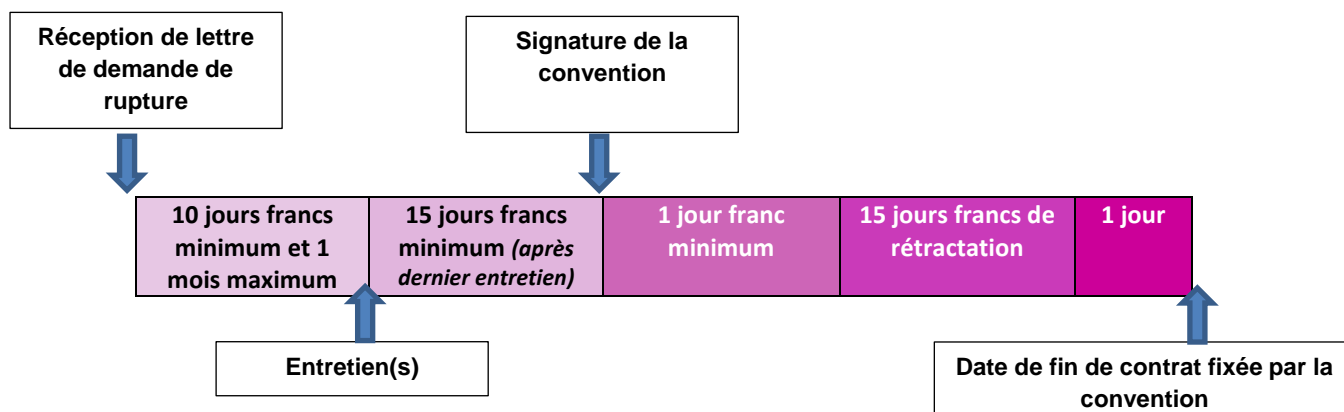 Réception de lettre
de demande de
rupture
Signature de la
convention
10 jours francs
minimum et 1
mois maximum
15 jours francs
minimum (après
dernier entretien)
1 jour franc
minimum
15 jours francs de
rétractation
1 jour
Entretien(s)
Date de fin de contrat fixée par la
convention